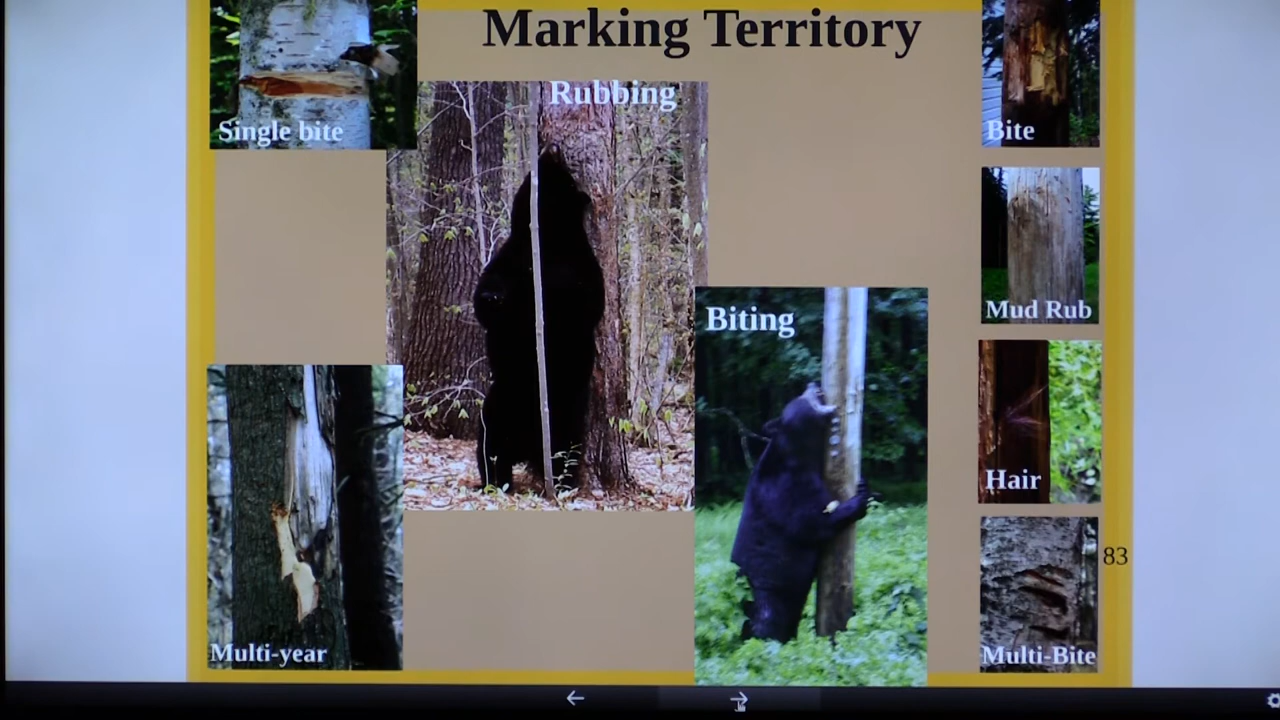 Marking Territory
Single bite
Rubbing
Bite
Mud Rub
Biting
Hair
83
Multi-year
Multi-Bite